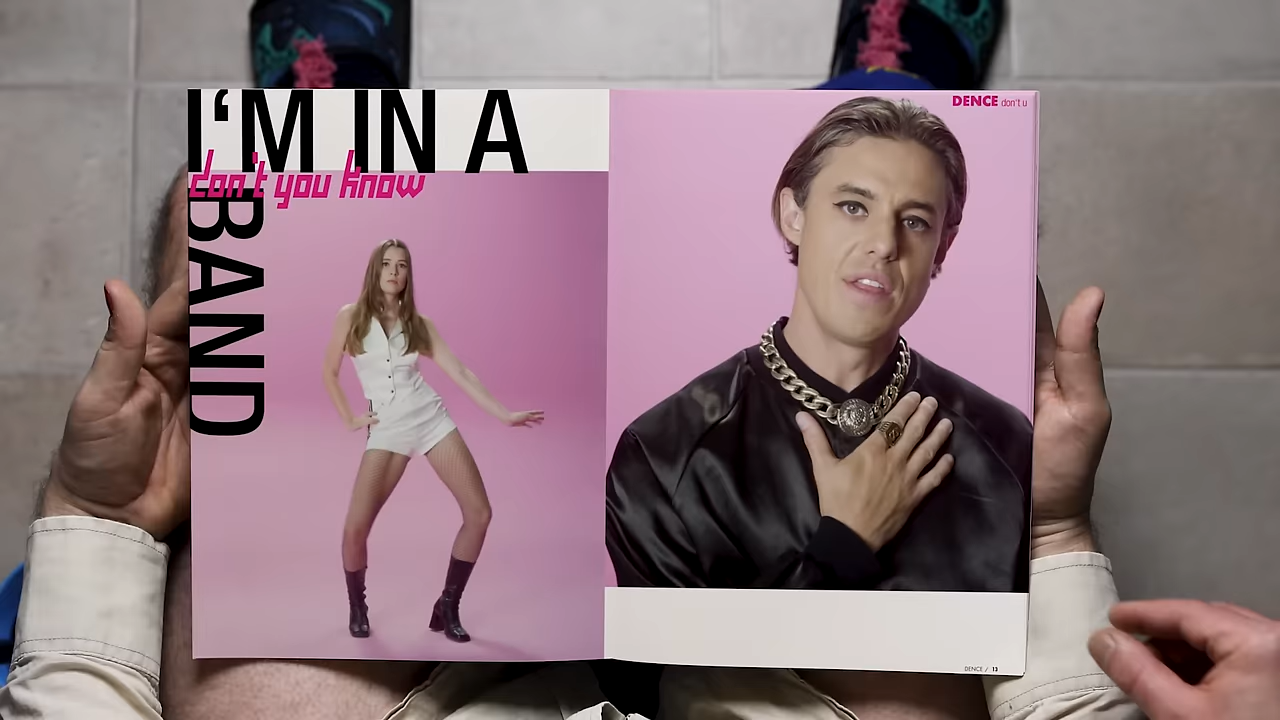 I'M IN A
don't you know
BAND
DENCE don't u
DENCE / 13